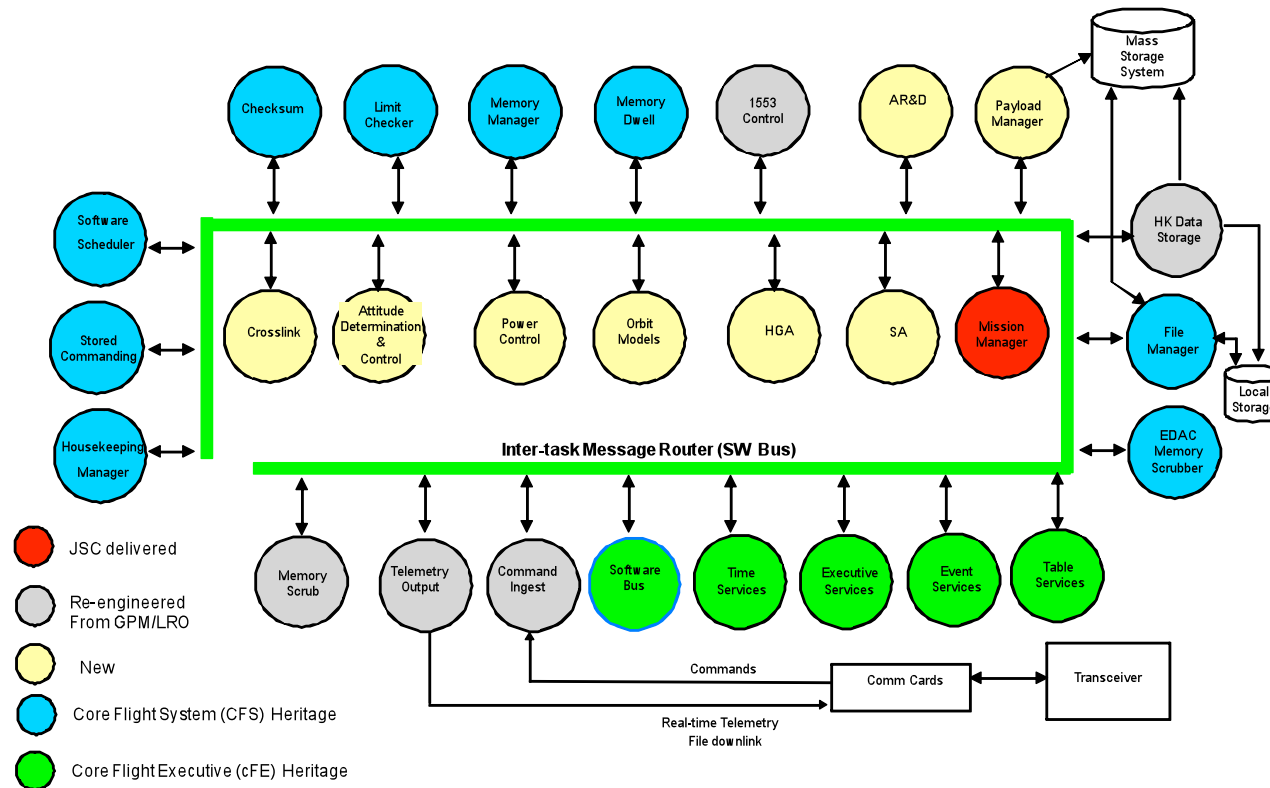 Mass
Storage
System
Checksum
Limit
Checker
Memory
Manager
Memory
Dwell
1553
Control
AR&D
Payload
Manager
Software
Scheduler
HK Data
Storage
Crosslink
Attitude
Determination
&
Control
Power
Control
Orbit
Models
HGA
SA
Mission
Manager
Stored
Commanding
File
Manager
Local
Storage
Housekeeping
Manager
Inter-task Message Router (SW Bus)
EDAC
Memory
Scrubber
JSC delivered
Re-engineered
From GPM/LRO
New
Core Flight System (CFS) Heritage
Core Flight Executive (cFE) Heritage
Memory
Scrub
Telemetry
Output
Command
Ingest
Software
Bus
Time
Services
Executive
Services
Event
Services
Table
Services
Commands
Comm Cards
Transceiver
Real-time Telemetry
File downlink